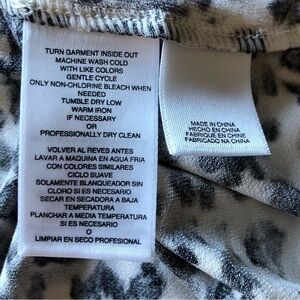 TURN GARMENT INSIDE OUT
MACHINE WASH COLD
WITH LIKE COLORS
GENTLE CYCLE
ONLY NON-CHLORINE BLEACH WHEN
NEEDED
TUMBLE DRY LOW
WARM IRON
IF NECESSARY
OR
PROFESSIONALLY DRY CLEAN
VOLVER AL REVES ANTES
LAVAR A MAQUINA EN AGUA FRIA
CON COLORES SIMILARES
CICLO SUAVE
SOLAMENTE BLANQUEADOR SIN
CLORO SI ES NECESARIO
SECAR EN SECADORA A BAJA
TEMPERATURA
PLANCHAR A MEDIA TEMPERATURA
SI ES NECESARIO
O
LIMPIAR EN SECO PROFESIONAL
MADE IN CHINA
HECHO EN CHINA
FABRIQUE EN CHINE
FABRICADO NA CHINA